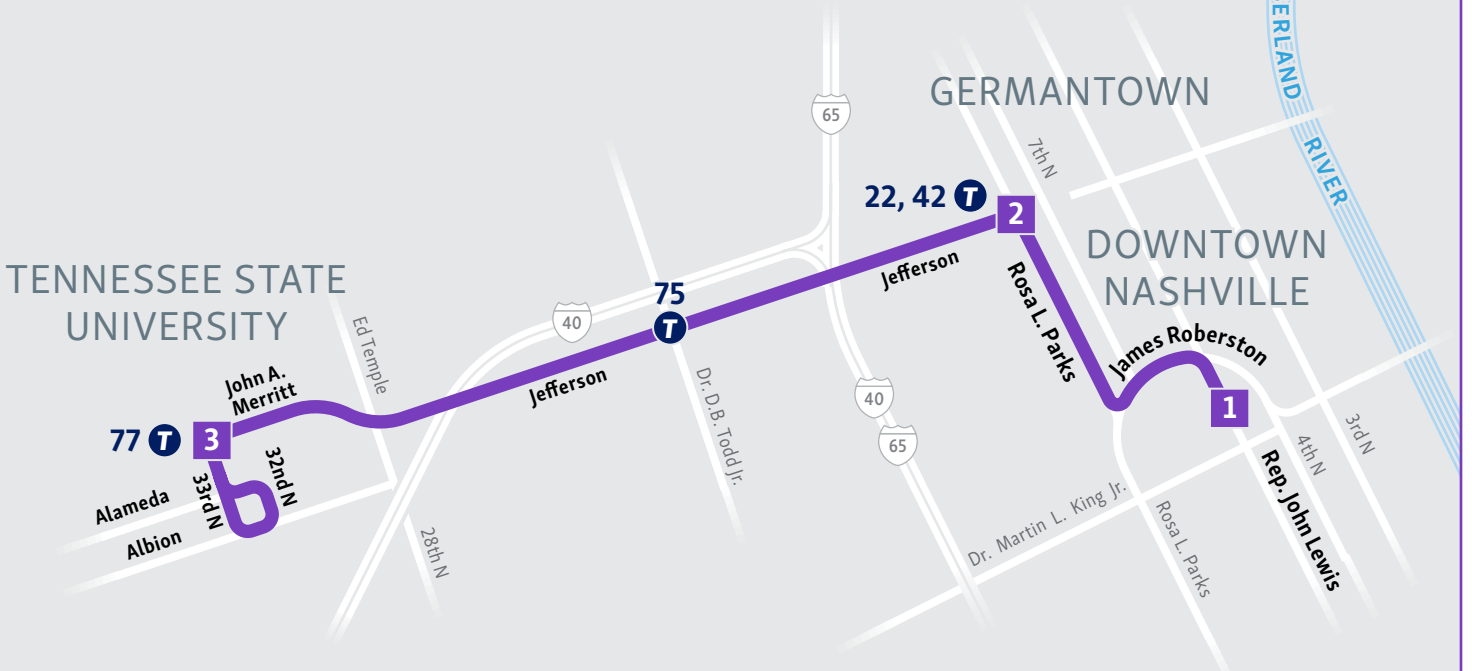 ERLAND
RIVER
GERMANTOWN
65
7th N
22, 42 T
2
DOWNTOWN
NASHVILLE
Jefferson
TENNESSEE STATE
UNIVERSITY
75
T
40
Ed Temple
Rosa L. Parks
James Roberston
John A.
Merritt
Jefferson
Dr. D.B. Todd Jr.
40
65
1
3rd N
4th N
77 T
3
33rd N
32nd N
Alameda
Albion
28th N
Dr. Martin L. King Jr.
Rosa L. Parks
Rep. John Lewis